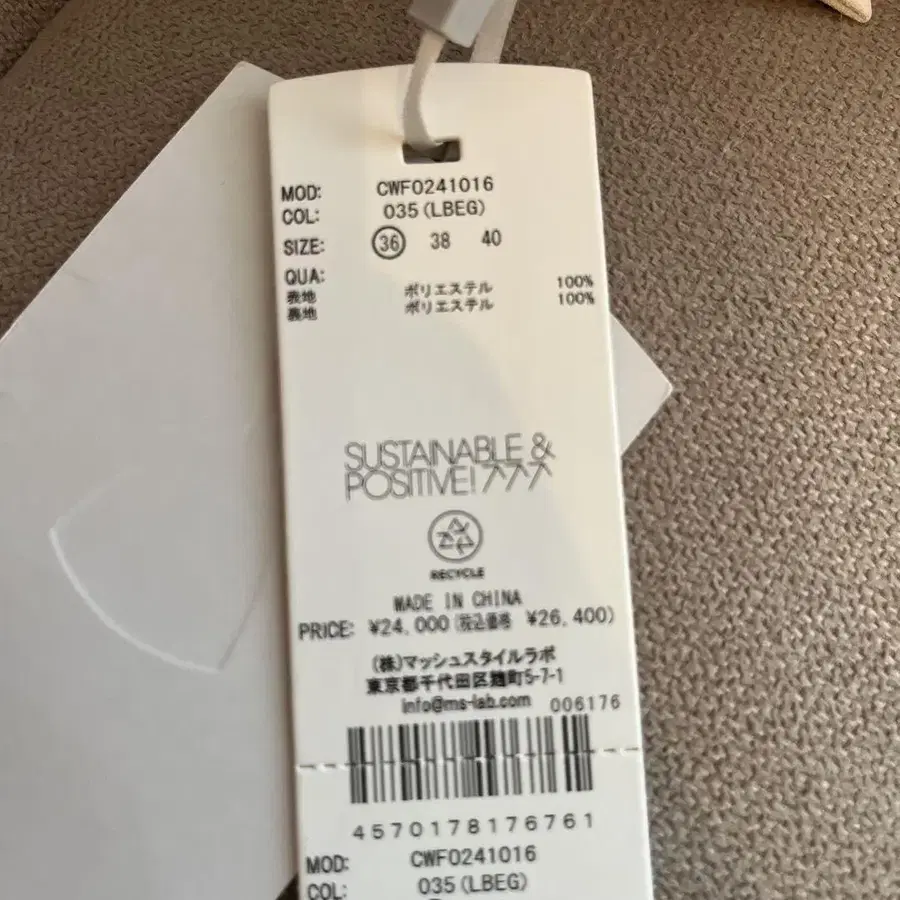 MOD: CWF0241016
COL: 035(LBEG)
SIZE: 36 38 40
QUA:
表地 ポリエステル 100%
裏地 ポリエステル 100%
SUSTAINABLE &
POSITIVE!
RECYCLE
MADE IN CHINA
PRICE: ¥24,000(税込価格 ¥26,400)
(株)マッシュスタイルラボ
東京都千代田区麹町5-7-1
info@ms-lab.com 006176
4570178176761
MOD: CWF0241016
COL: 035(LBEG)